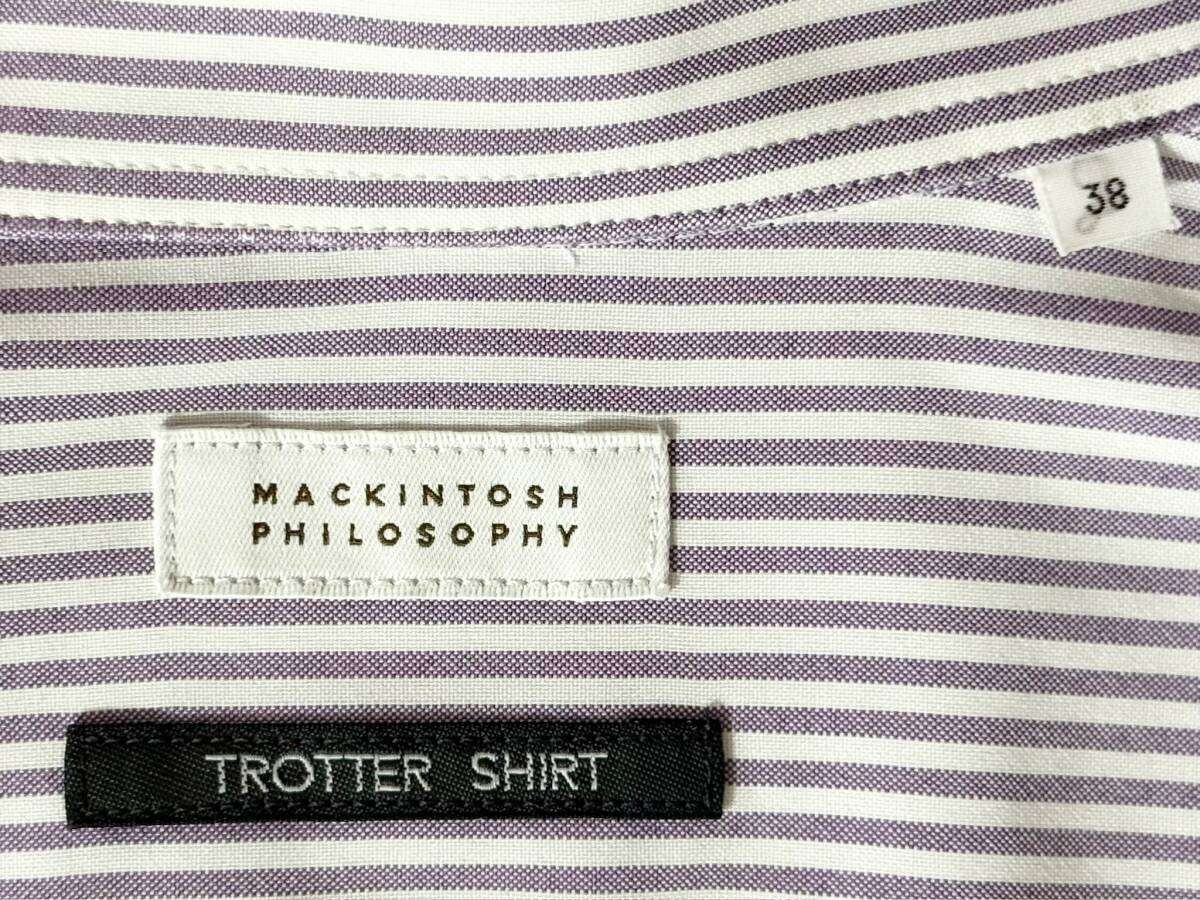 38
MACKINTOSH
PHILOSOPHY
TROTTER SHIRT